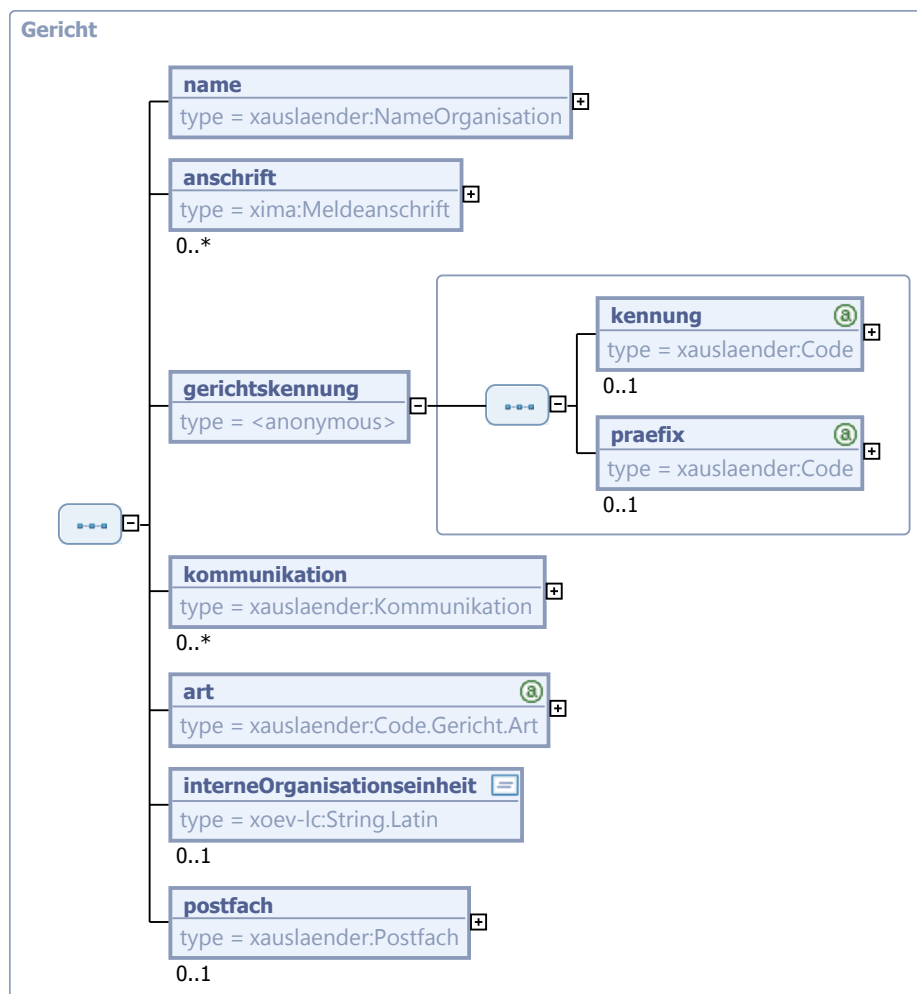 Gericht
name
type = xauslaender:NameOrganisation
anschrift
type = xima:Meldeanschrift
0..*
kennung
type = xauslaender:Code
0..1
gerichtskennung
type = <anonymous>
praefix
type = xauslaender:Code
0..1
kommunikation
type = xauslaender:Kommunikation
0..*
art
type = xauslaender:Code.Gericht.Art
interneOrganisationseinheit
type = xoev-lc:String.Latin
0..1
postfach
type = xauslaender:Postfach
0..1